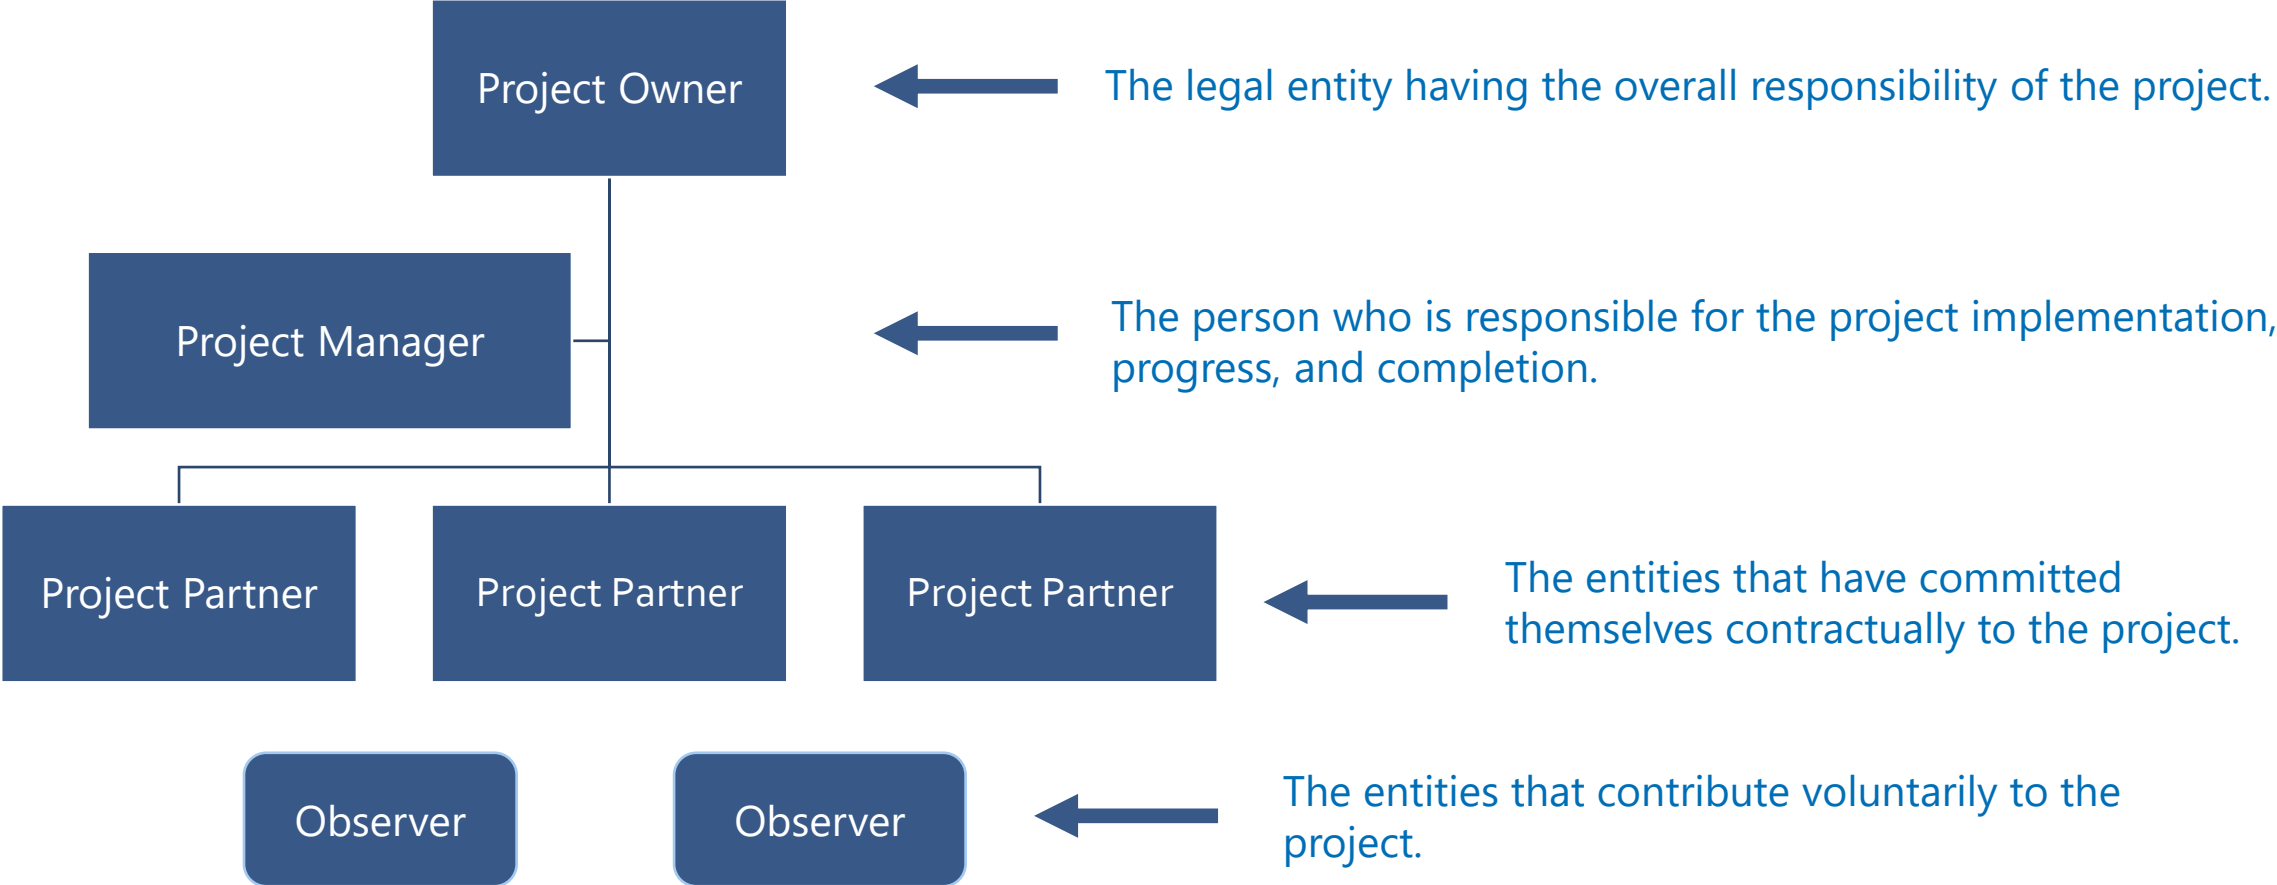 Project Owner
The legal entity having the overall responsibility of the project.
Project Manager
The person who is responsible for the project implementation,
progress, and completion.
Project Partner
Project Partner
Project Partner
The entities that have committed
themselves contractually to the project.
Observer
Observer
The entities that contribute voluntarily to the
project.